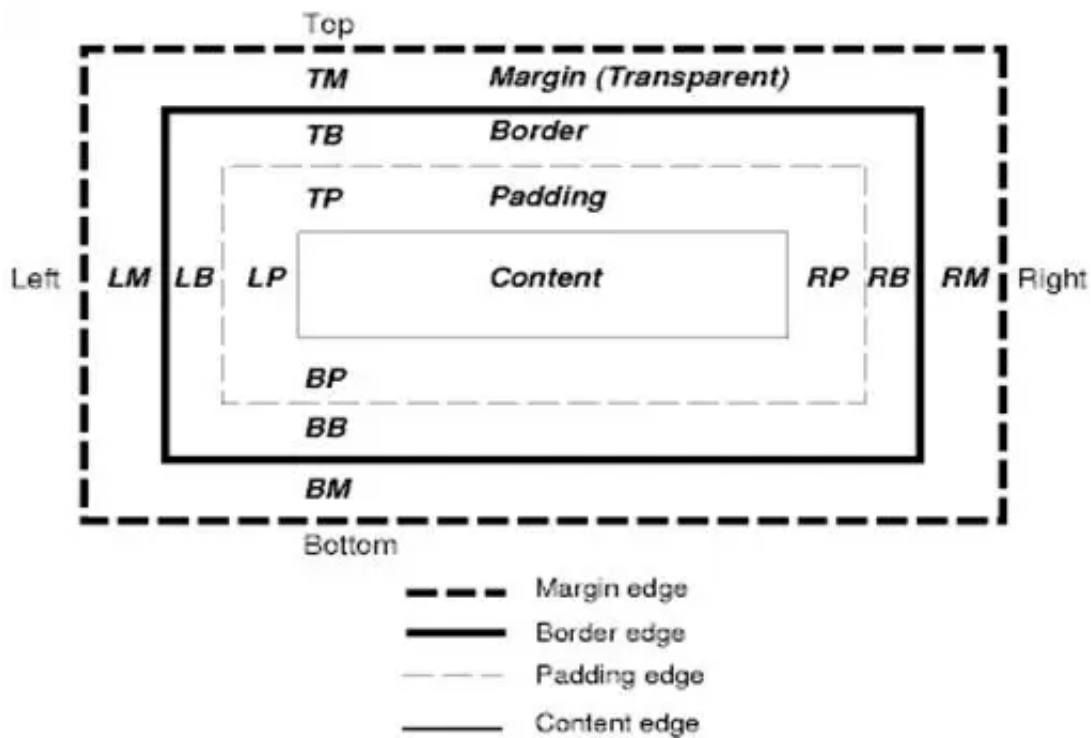 Top
TM Margin (Transparent)
TB Border
TP Padding
Left LM LB LP Content RP RB RM Right
BP
BB
BM
Bottom
Margin edge
Border edge
Padding edge
Content edge